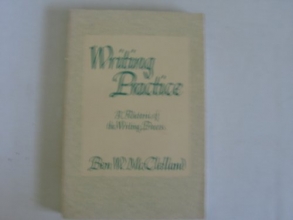 Writing
Practice
A Rhetoric of
the Writing Process
Ben W. McClelland